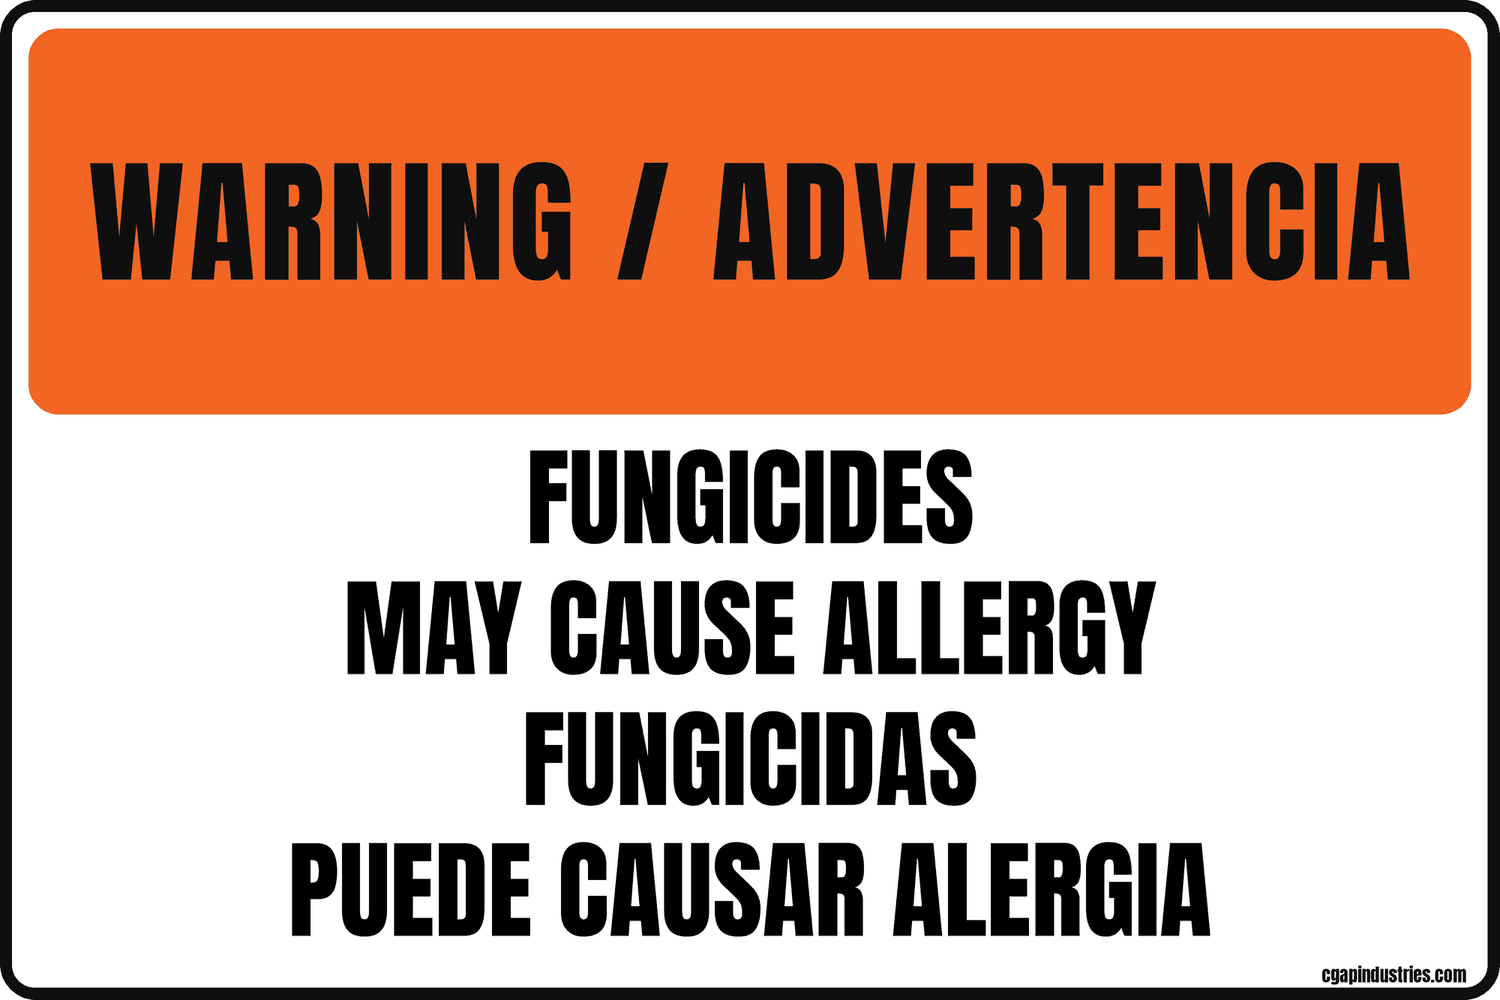 WARNING / ADVERTENCIA
FUNGICIDES
MAY CAUSE ALLERGY
FUNGICIDAS
PUEDE CAUSAR ALERGIA
cgapindustries.com